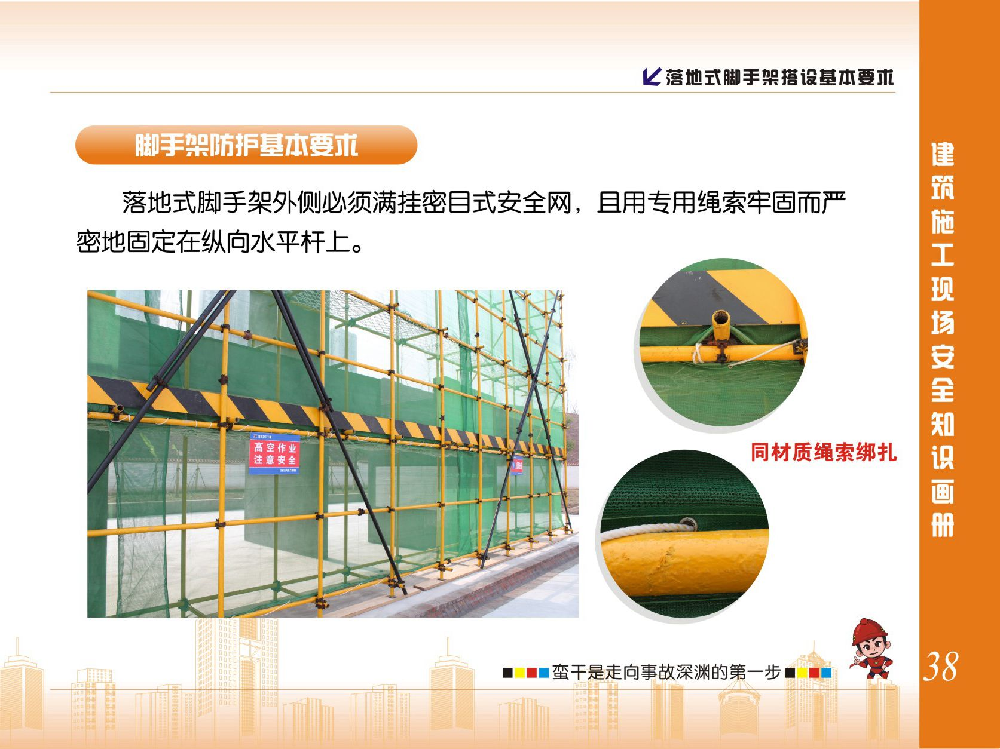 落地式脚手架搭设基本要求
脚手架防护基本要求
落地式脚手架外侧必须满挂密目式安全网，且用专用绳索牢固而严
密地固定在纵向水平杆上。
高空作业
注意安全
同材质绳索绑扎
蛮干是走向事故深渊的第一步
建筑施工现场安全知识画册
38